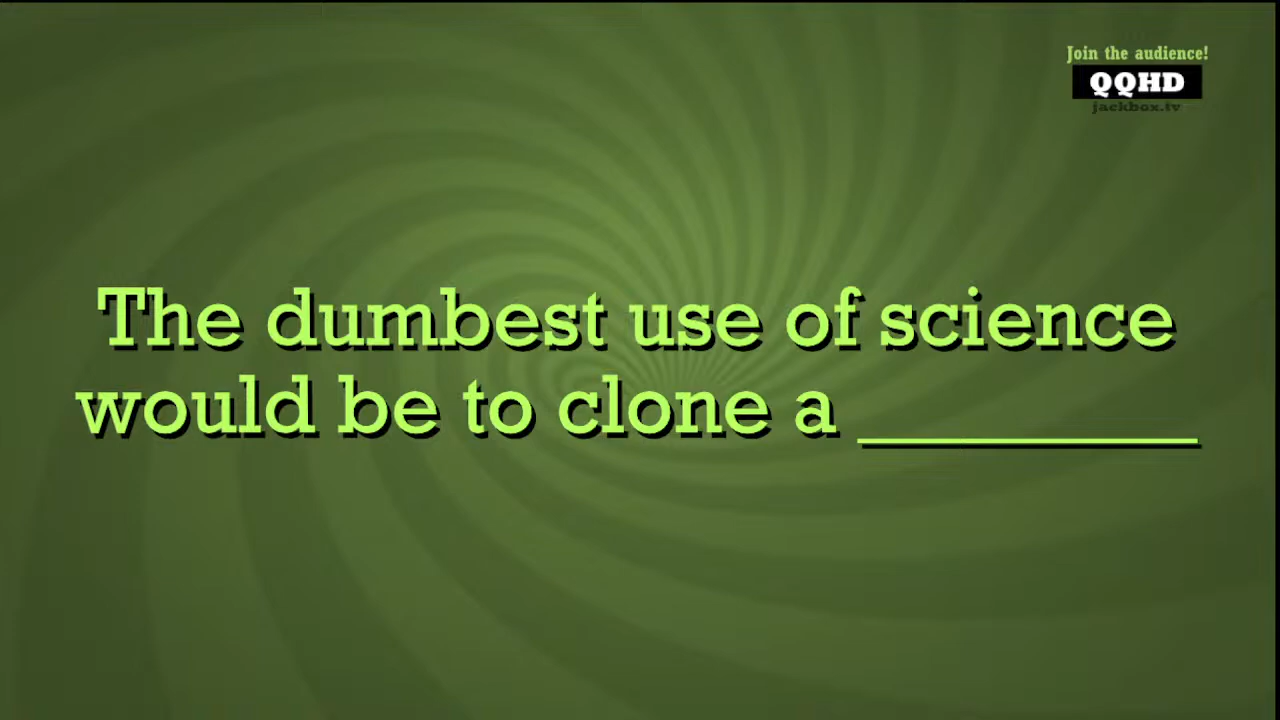 Join the audience!
QQHD
jackbox.tv
The dumbest use of science
would be to clone a ________